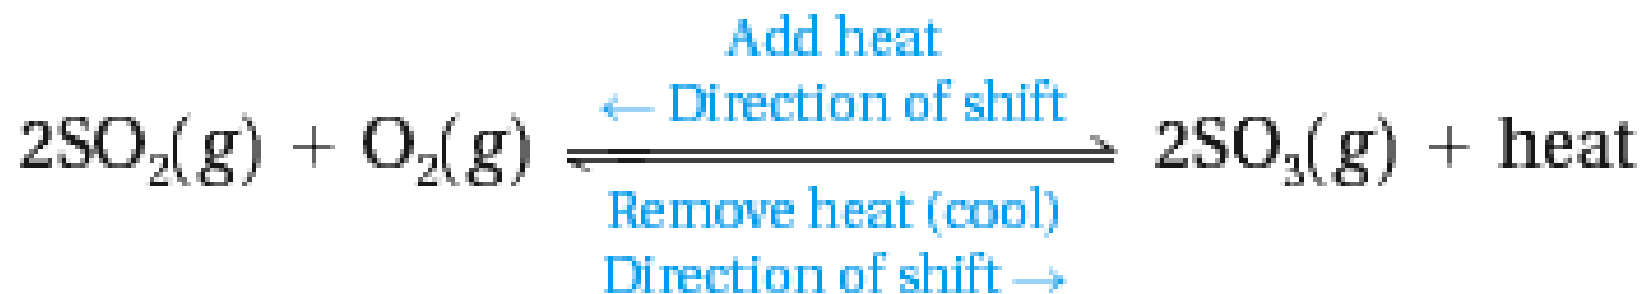 Add heat
← Direction of shift
2SO₂(g) + O₂(g) ⇌ 2SO₃(g) + heat
Remove heat (cool)
Direction of shift →